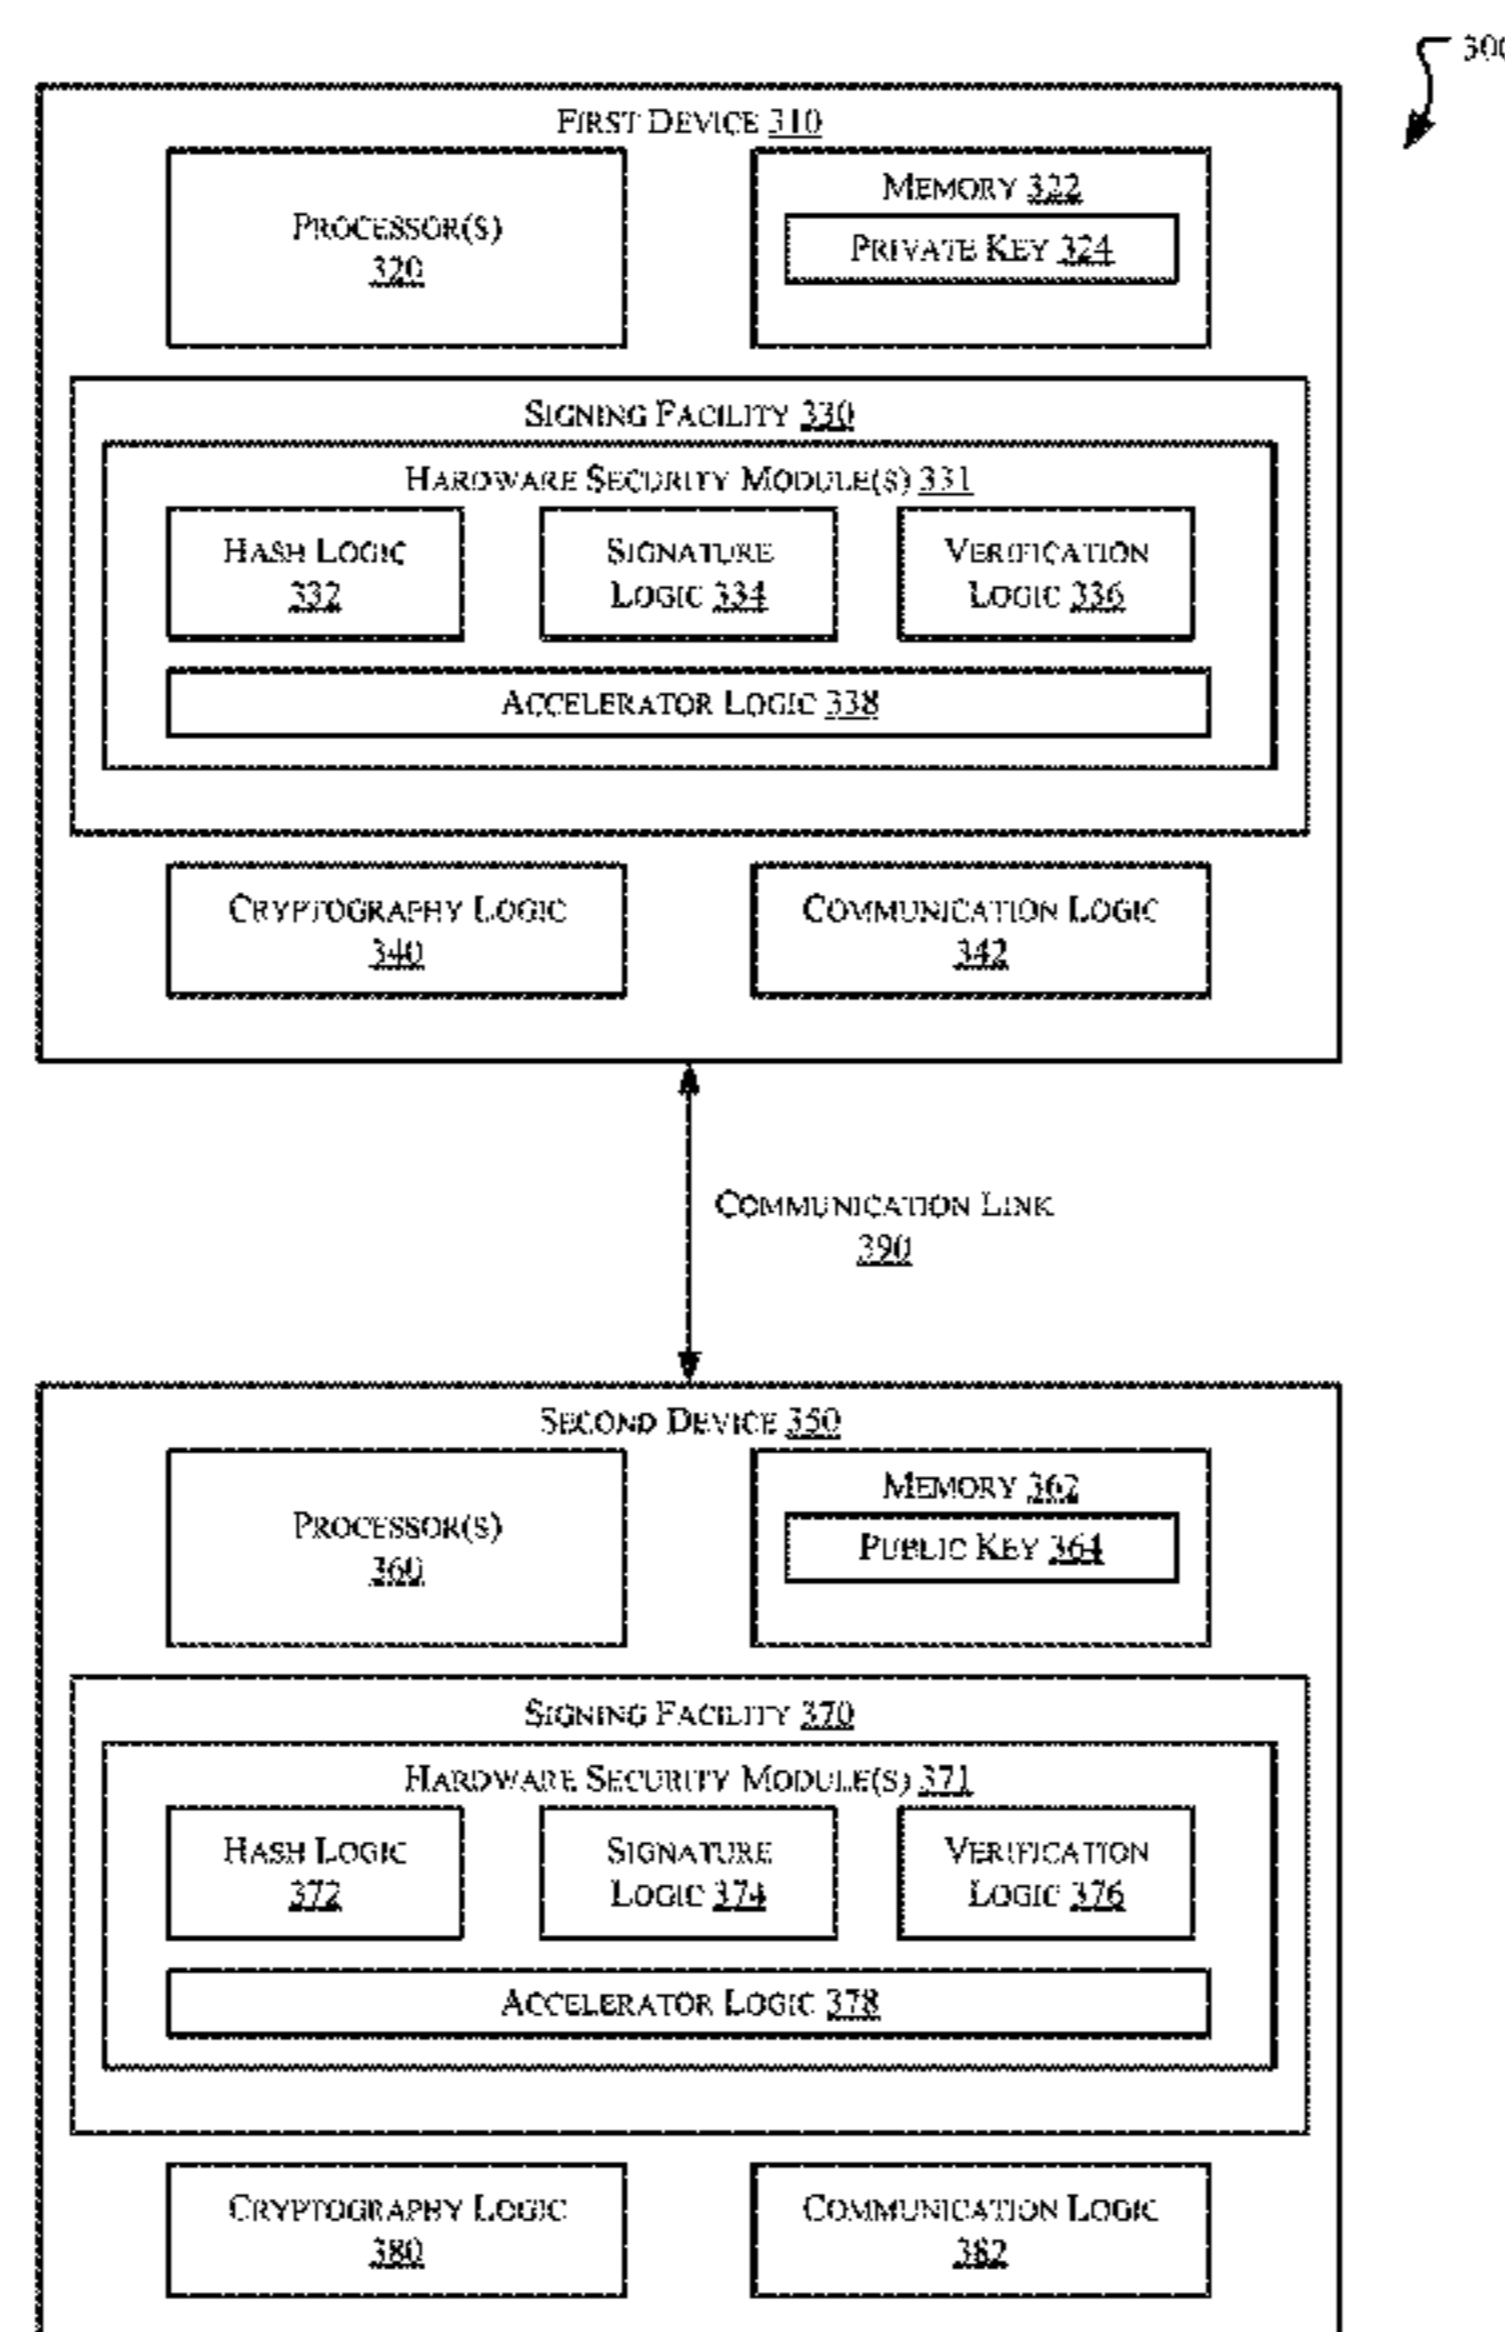 300
FIRST DEVICE 310
PROCESSOR(S)
320
MEMORY 322
PRIVATE KEY 324
SIGNING FACILITY 330
HARDWARE SECURITY MODULE(S) 331
HASH LOGIC
332
SIGNATURE
LOGIC 334
VERIFICATION
LOGIC 336
ACCELERATOR LOGIC 338
CRYPTOGRAPHY LOGIC
340
COMMUNICATION LOGIC
342
COMMUNICATION LINK
390
SECOND DEVICE 350
PROCESSOR(S)
360
MEMORY 362
PUBLIC KEY 364
SIGNING FACILITY 370
HARDWARE SECURITY MODULE(S) 371
HASH LOGIC
372
SIGNATURE
LOGIC 374
VERIFICATION
LOGIC 376
ACCELERATOR LOGIC 378
CRYPTOGRAPHY LOGIC
380
COMMUNICATION LOGIC
382